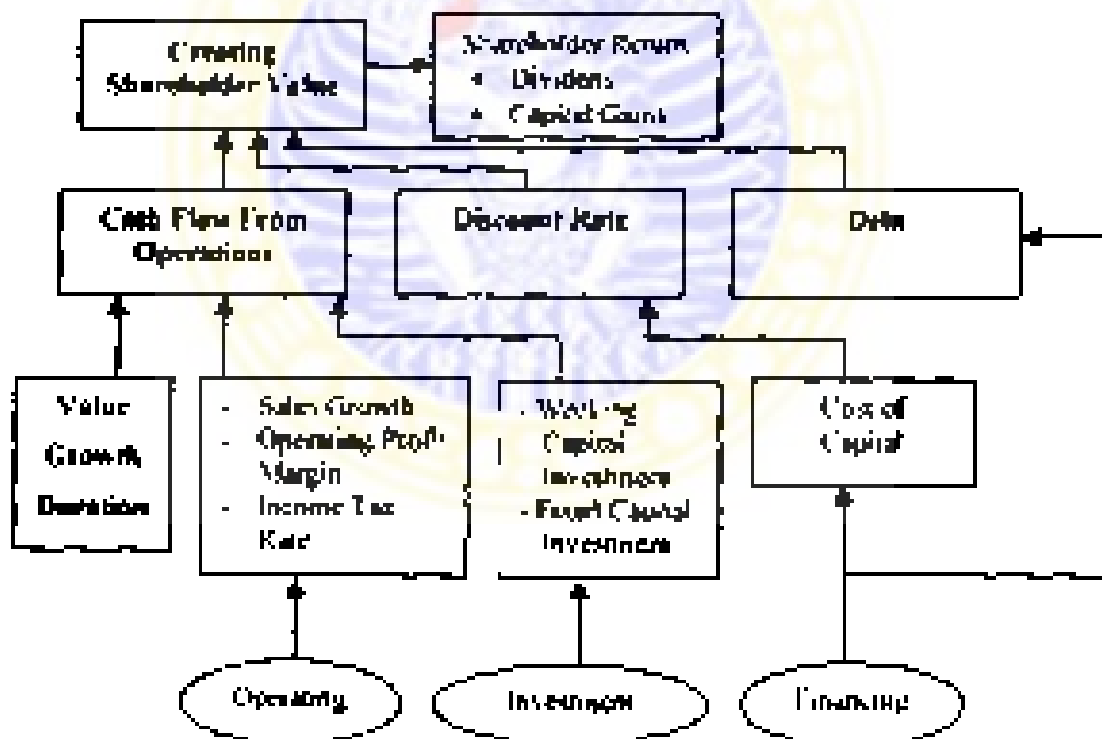 Creating
Shareholder Value
Shareholder Return
• Dividens
• Capital Gains
Cash Flow From
Operations
Discount Rate
Debt
Value
Growth
Duration
- Sales Growth
- Operating Profit
Margin
- Income Tax
Rate
- Working
Capital
Investment
- Fixed Capital
Investment
Cost of
Capital
Operating
Investment
Financing